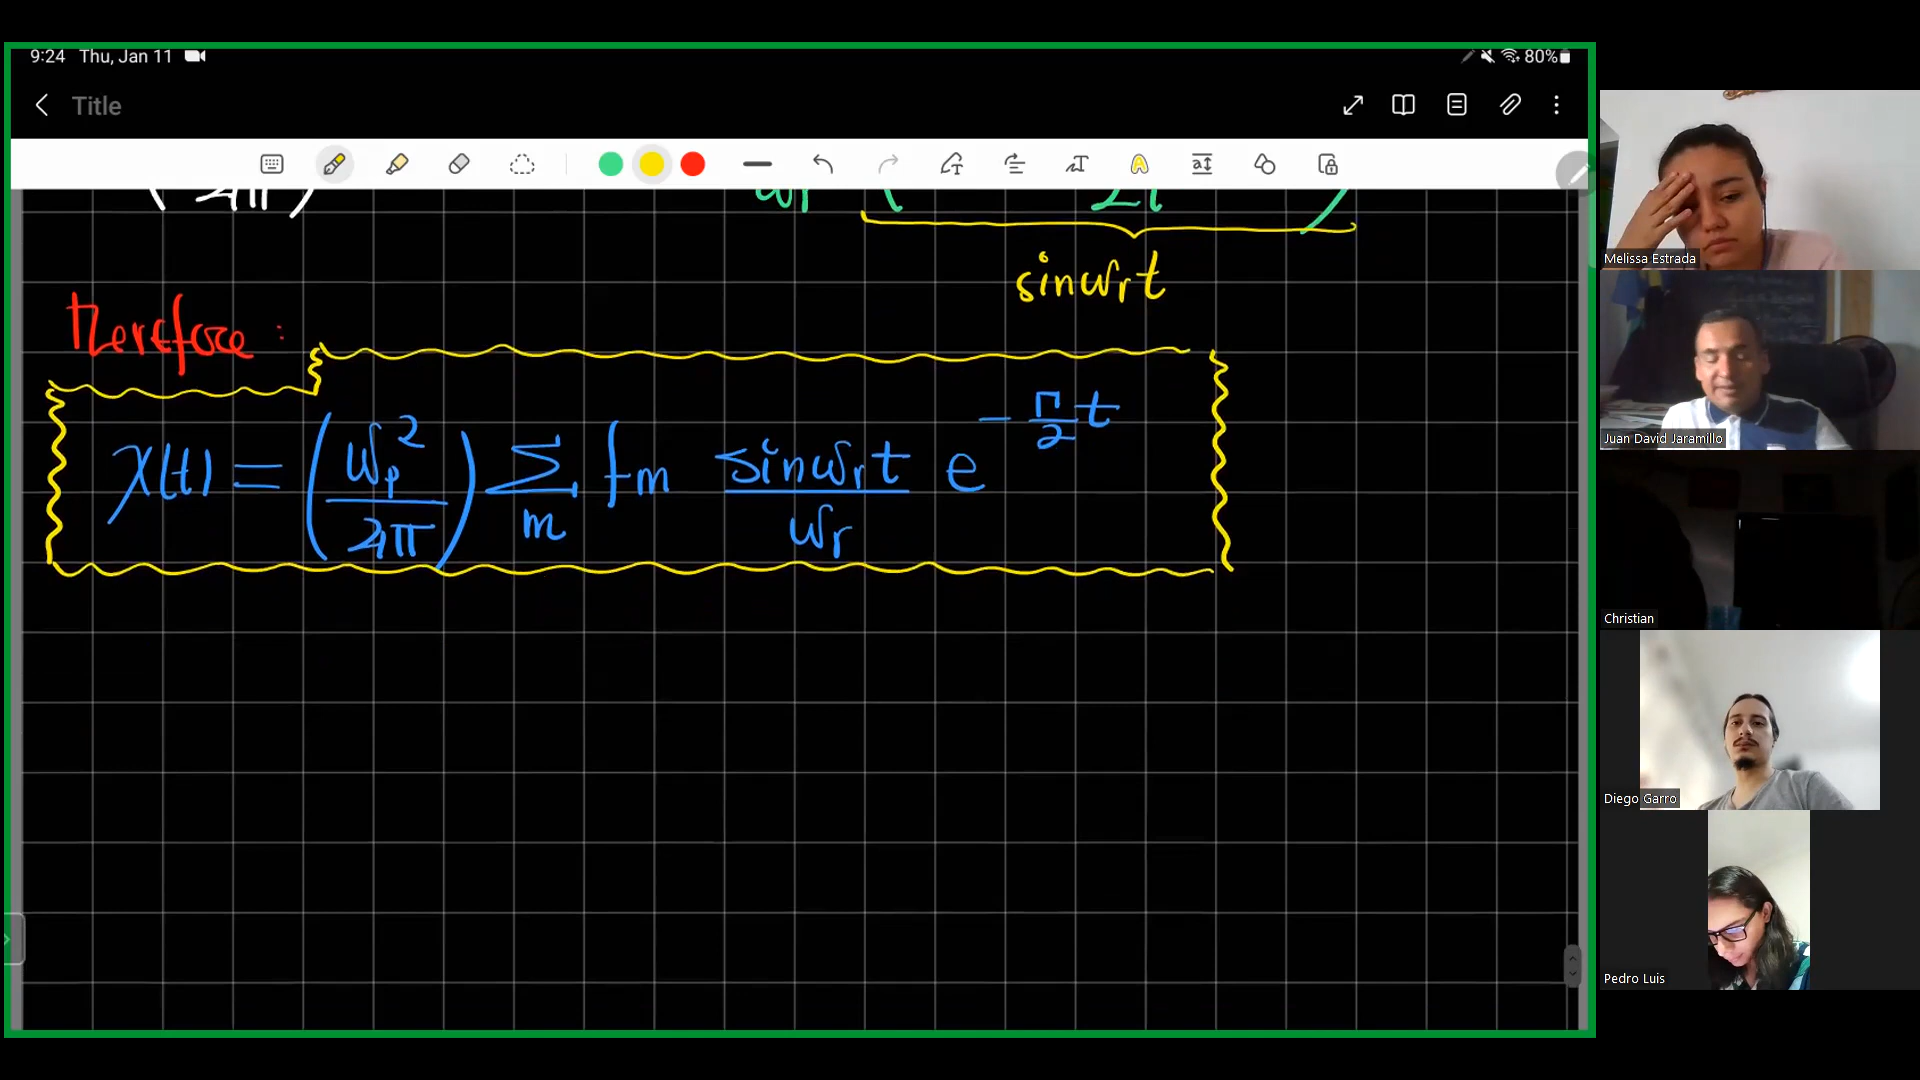 9:24 Thu, Jan 11 80%
Title
sinωᵣt
therefore :
χ(t) = (ωₚ²/2π) Σₘ fm sinωᵣt/ωᵣ e^(-Γ/2 t)
Melissa Estrada
Juan David Jaramillo
Christian
Diego Garro
Pedro Luis